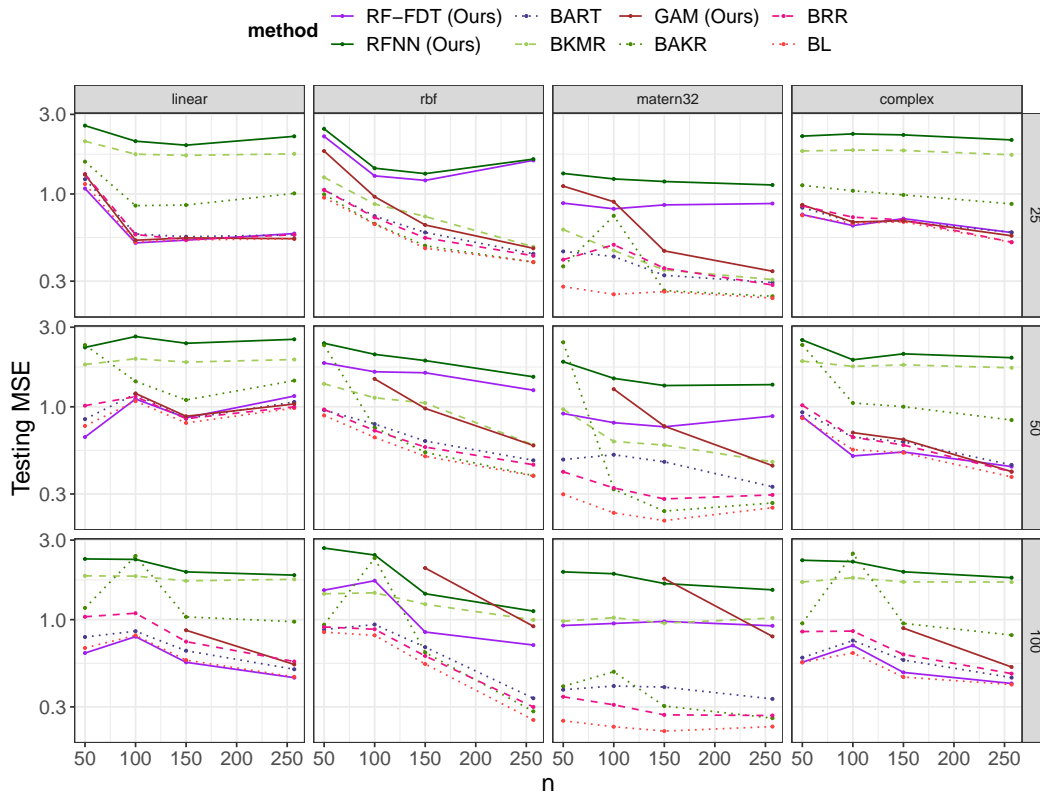 method
RF−FDT (Ours) BART GAM (Ours) BRR
RFNN (Ours) BKMR BAKR BL
linear rbf matern32 complex
3.0
1.0
0.3
25
3.0
1.0
0.3
50
3.0
1.0
0.3
100
Testing MSE
50 100 150 200 250 50 100 150 200 250 50 100 150 200 250 50 100 150 200 250
n